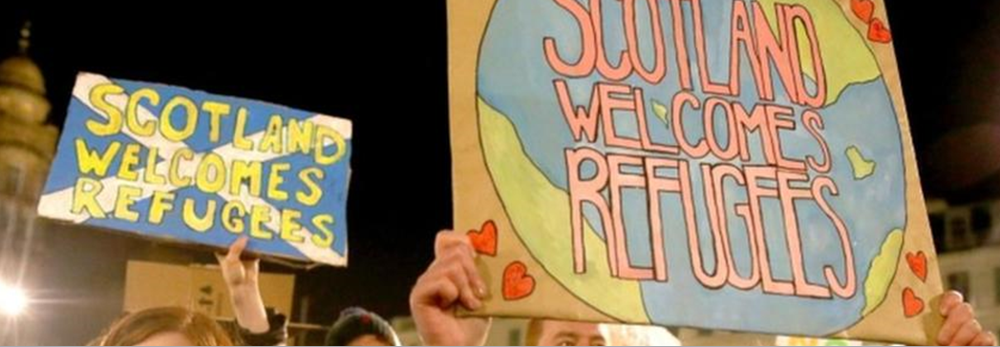 SCOTLAND
WELCOMES
REFUGEES
SCOTLAND
WELCOMES
REFUGEES